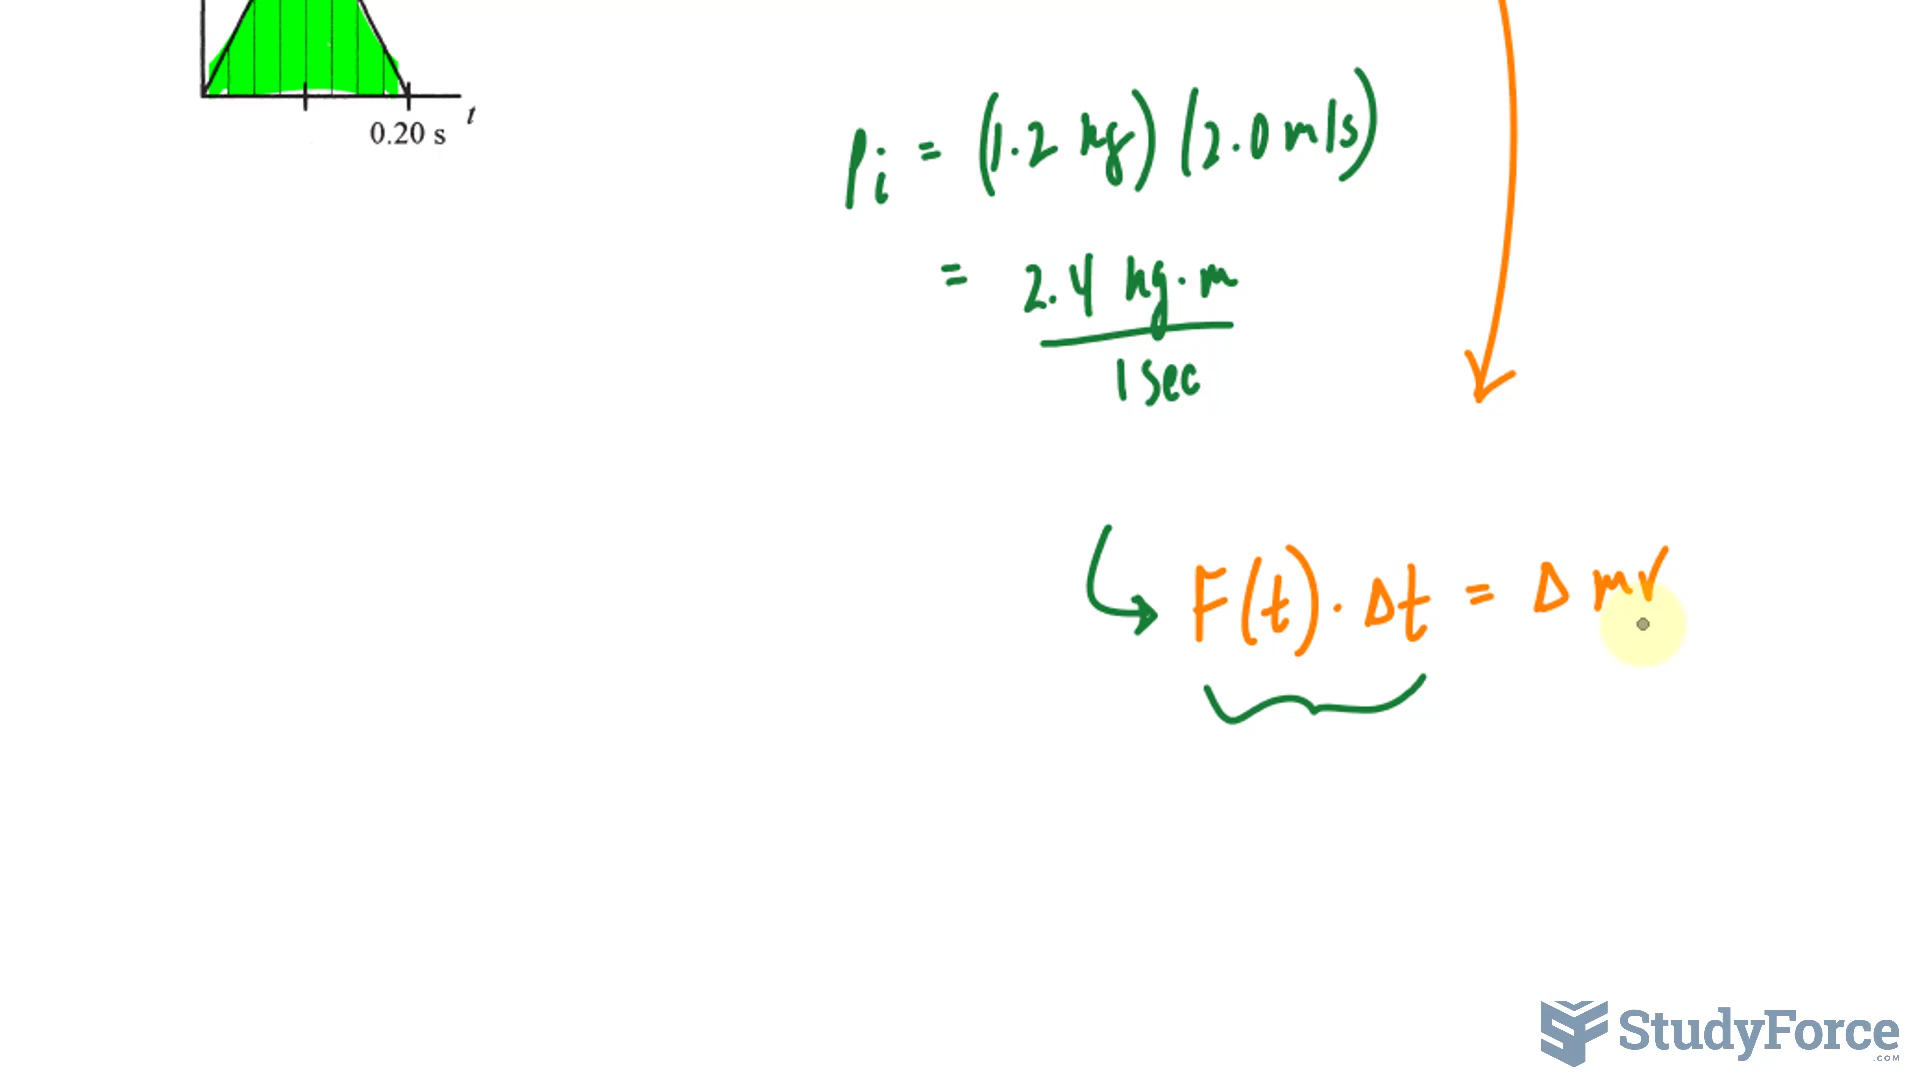 t
0.20 s
Pi = (1.2 kg) (2.0 m/s)
= 2.4 kg·m
1 sec
F(t) · Δt = Δ mv
StudyForce
.COM